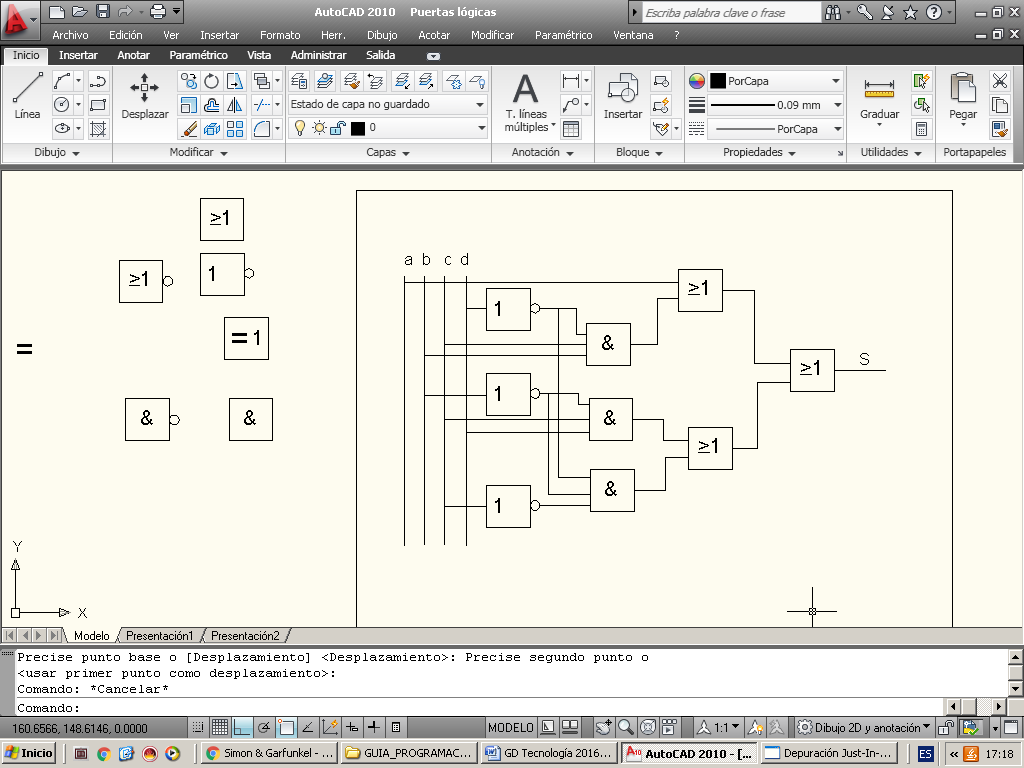 AutoCAD 2010 Puertas lógicas
Escriba palabra clave o frase
Archivo Edición Ver Insertar Formato Herr. Dibujo Acotar Modificar Paramétrico Ventana ?
Inicio Insertar Anotar Paramétrico Vista Administrar Salida
Línea
Desplazar
Estado de capa no guardado
0
A
T. líneas
múltiples
Insertar
PorCapa
0.09 mm
PorCapa
Graduar
Pegar
Dibujo Modificar Capas Anotación Bloque Propiedades Utilidades Portapapeles
≥1
≥1
1
=1
=
&
&
a b c d
1
≥1
&
S
≥1
1
&
≥1
&
1
Y
X
Modelo Presentación1 Presentación2
Precise punto base o [Desplazamiento] <Desplazamiento>: Precise segundo punto o
<usar primer punto como desplazamiento>:
Comando: *Cancelar*
Comando:
160.6566, 148.6146, 0.0000
MODELO
1:1
Dibujo 2D y anotación
Inicio
Simon & Garfunkel - ...
GUIA_PROGRAMAC...
GD Tecnología 2016...
AutoCAD 2010 - [...
Depuración Just-In-...
ES
«
17:18